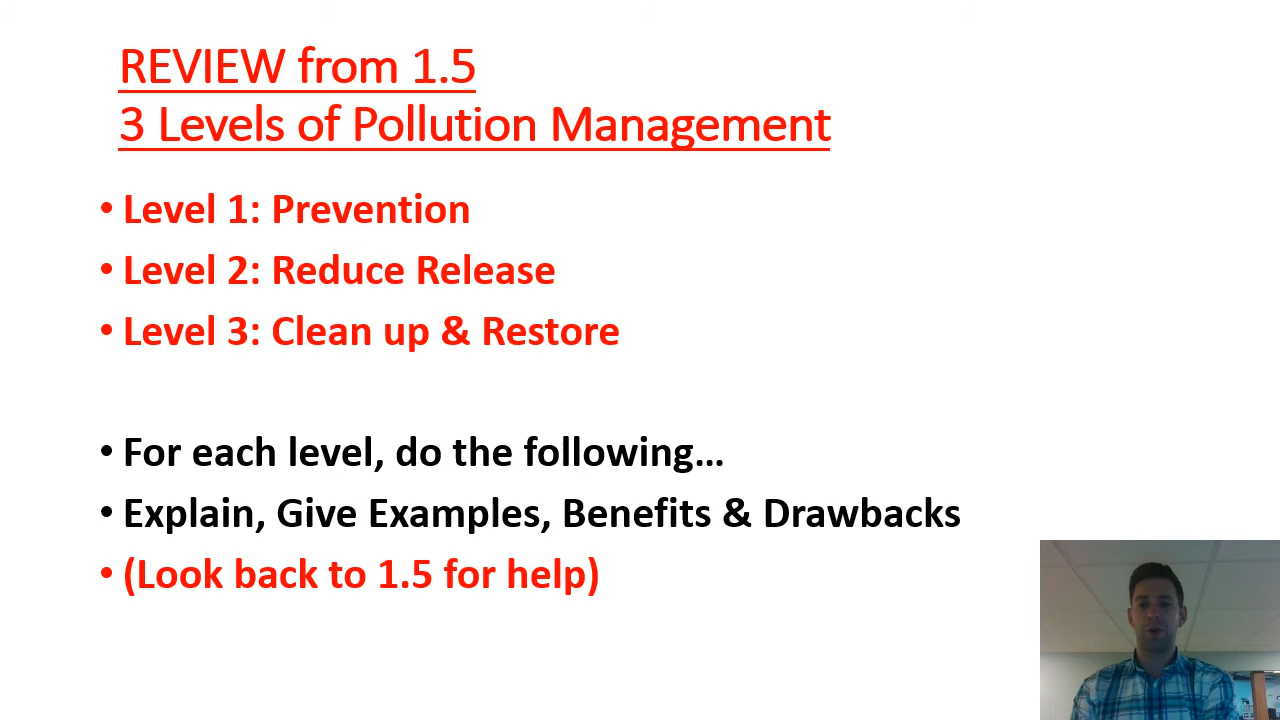 REVIEW from 1.5
3 Levels of Pollution Management
• Level 1: Prevention
• Level 2: Reduce Release
• Level 3: Clean up & Restore
• For each level, do the following…
• Explain, Give Examples, Benefits & Drawbacks
• (Look back to 1.5 for help)